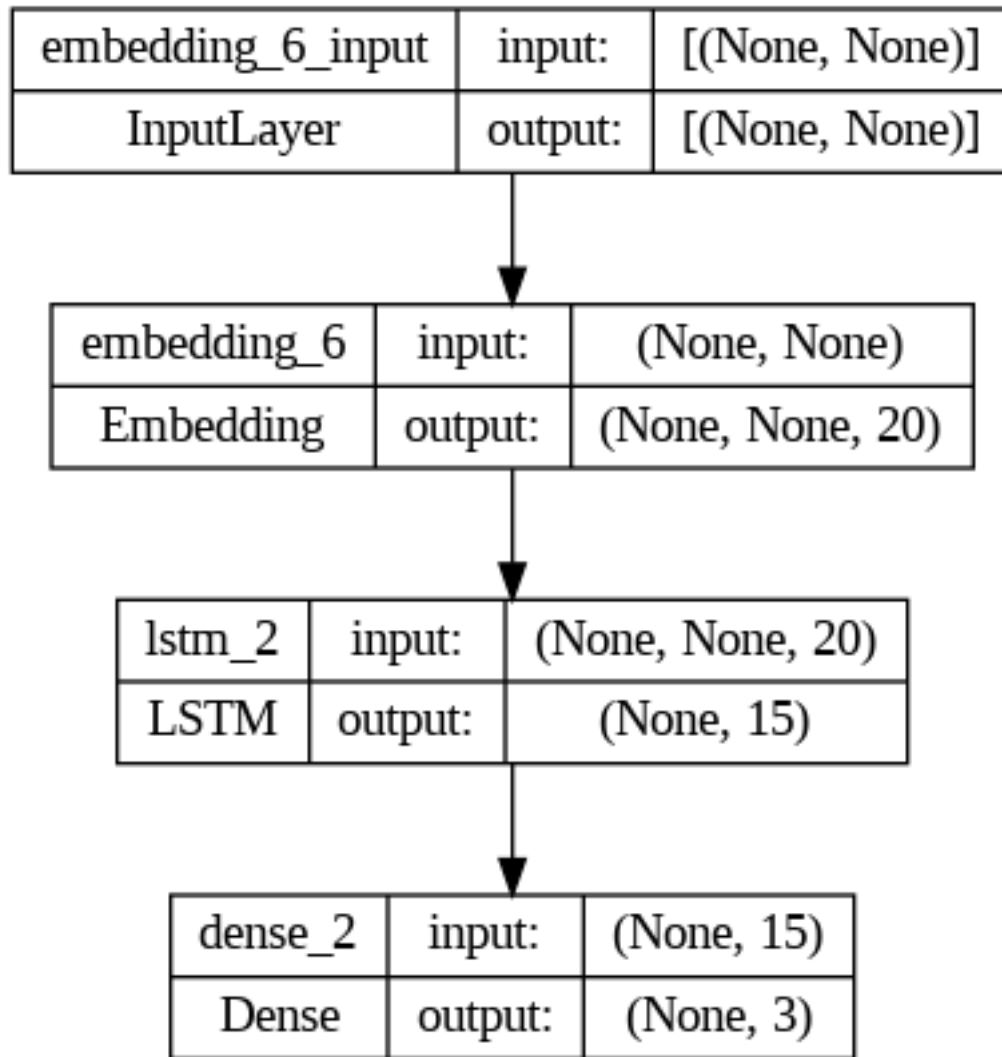 embedding_6_input input: [(None, None)]
InputLayer output: [(None, None)]
embedding_6 input: (None, None)
Embedding output: (None, None, 20)
lstm_2 input: (None, None, 20)
LSTM output: (None, 15)
dense_2 input: (None, 15)
Dense output: (None, 3)